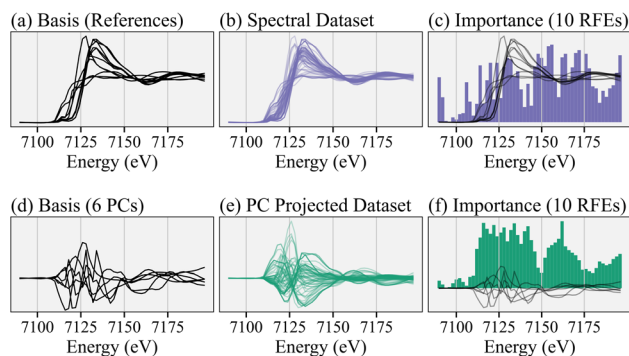 (a) Basis (References) (b) Spectral Dataset (c) Importance (10 RFEs)
7100 7125 7150 7175 7100 7125 7150 7175 7100 7125 7150 7175
Energy (eV) Energy (eV) Energy (eV)
(d) Basis (6 PCs) (e) PC Projected Dataset (f) Importance (10 RFEs)
7100 7125 7150 7175 7100 7125 7150 7175 7100 7125 7150 7175
Energy (eV) Energy (eV) Energy (eV)